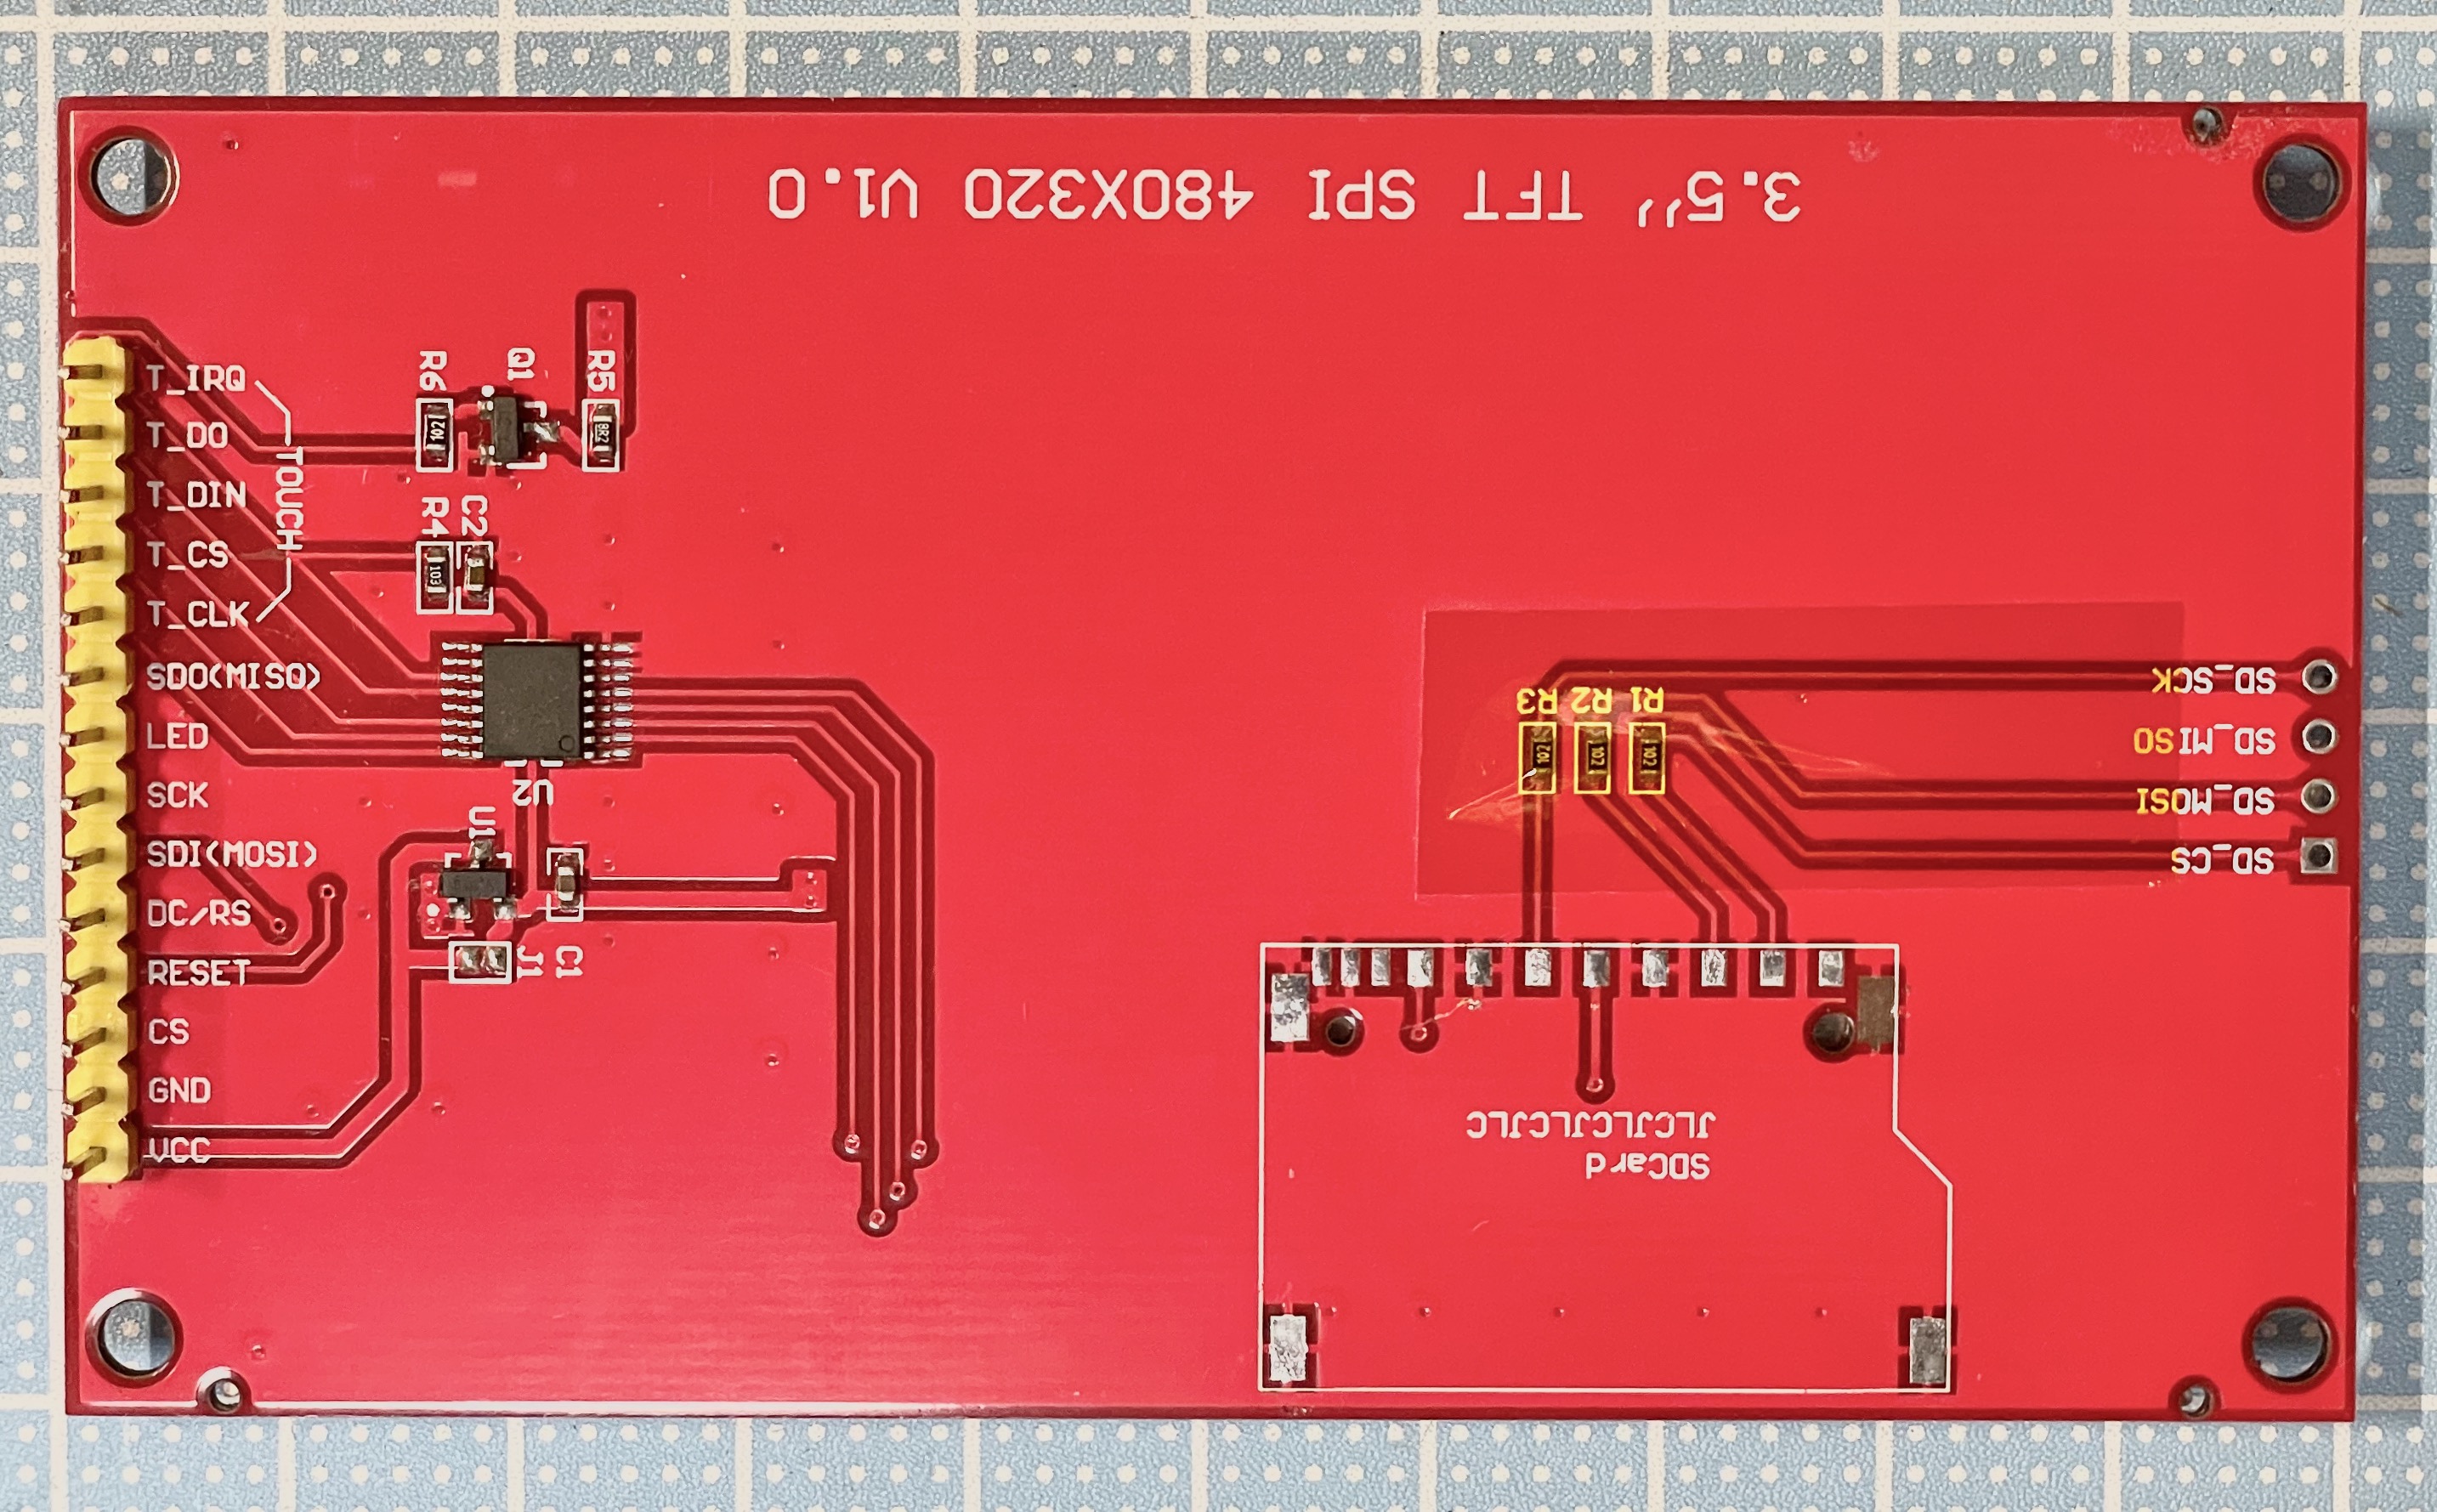 3.5'' TFT SPI 480X320 V1.0
T_IRQ
T_DO
T_DIN
T_CS
T_CLK
TOUCH
SDO(MISO)
LED
SCK
SDI(MOSI)
DC/RS
RESET
CS
GND
VCC
R6
102
Q1
R5
8R2
R4
103
C2
U2
U1
J1
C1
R3 R2 R1
102 102 102
SD_SCK
SD_MISO
SD_MOSI
SD_CS
JLCJLCJLCJLC
SDCard